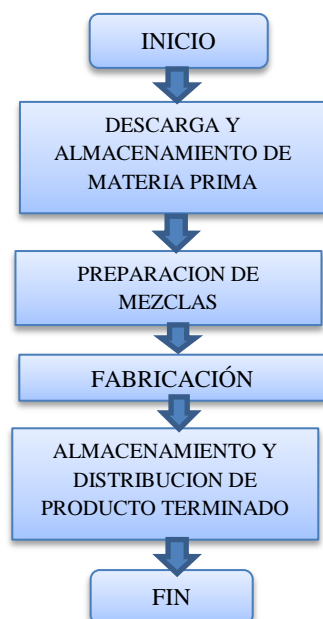 INICIO
DESCARGA Y
ALMACENAMIENTO DE
MATERIA PRIMA
PREPARACION DE
MEZCLAS
FABRICACIÓN
ALMACENAMIENTO Y
DISTRIBUCION DE
PRODUCTO TERMINADO
FIN